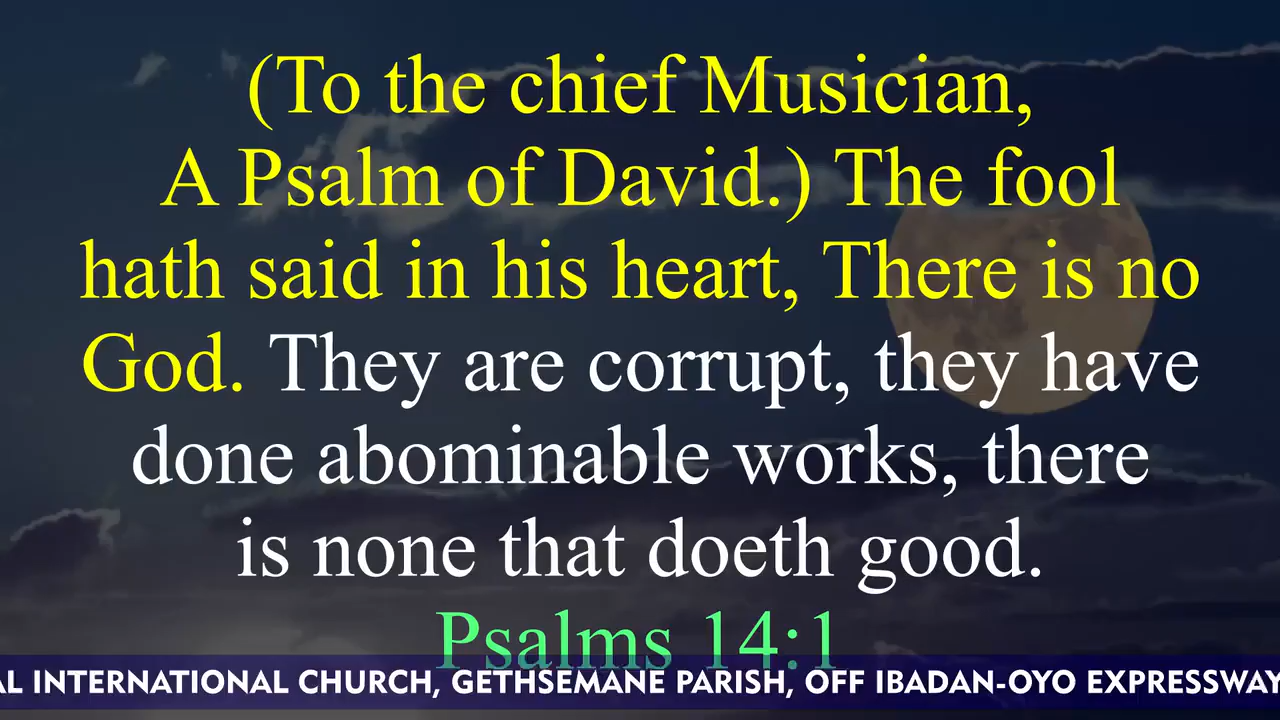 (To the chief Musician,
A Psalm of David.) The fool
hath said in his heart, There is no
God. They are corrupt, they have
done abominable works, there
is none that doeth good.
Psalms 14:1
AL INTERNATIONAL CHURCH, GETHSEMANE PARISH, OFF IBADAN-OYO EXPRESSWAY